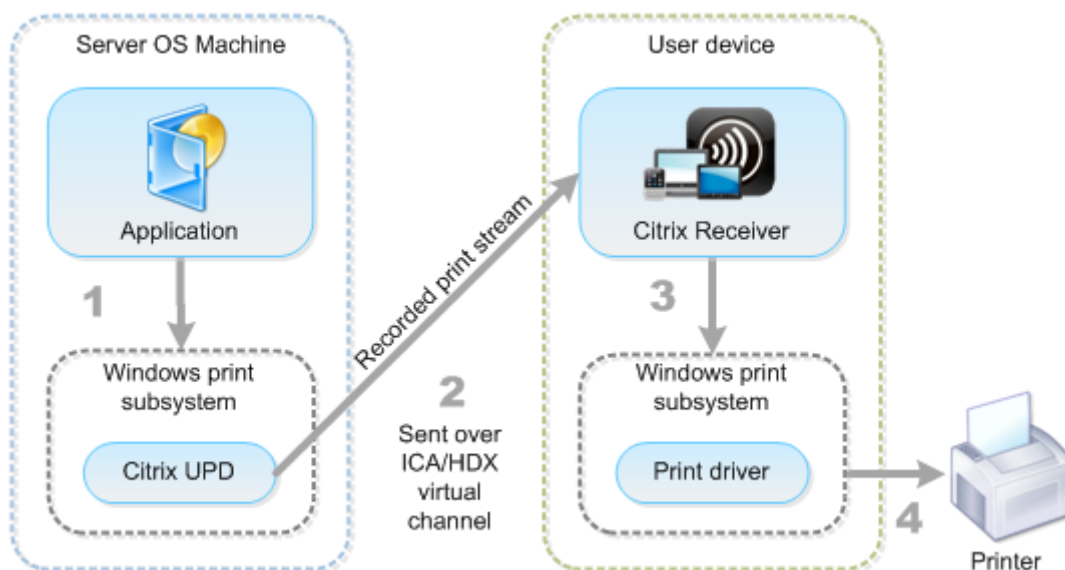 Server OS Machine
Application
1
Windows print
subsystem
Citrix UPD
Recorded print stream
2
Sent over
ICA/HDX
virtual
channel
User device
Citrix Receiver
3
Windows print
subsystem
Print driver
4
Printer